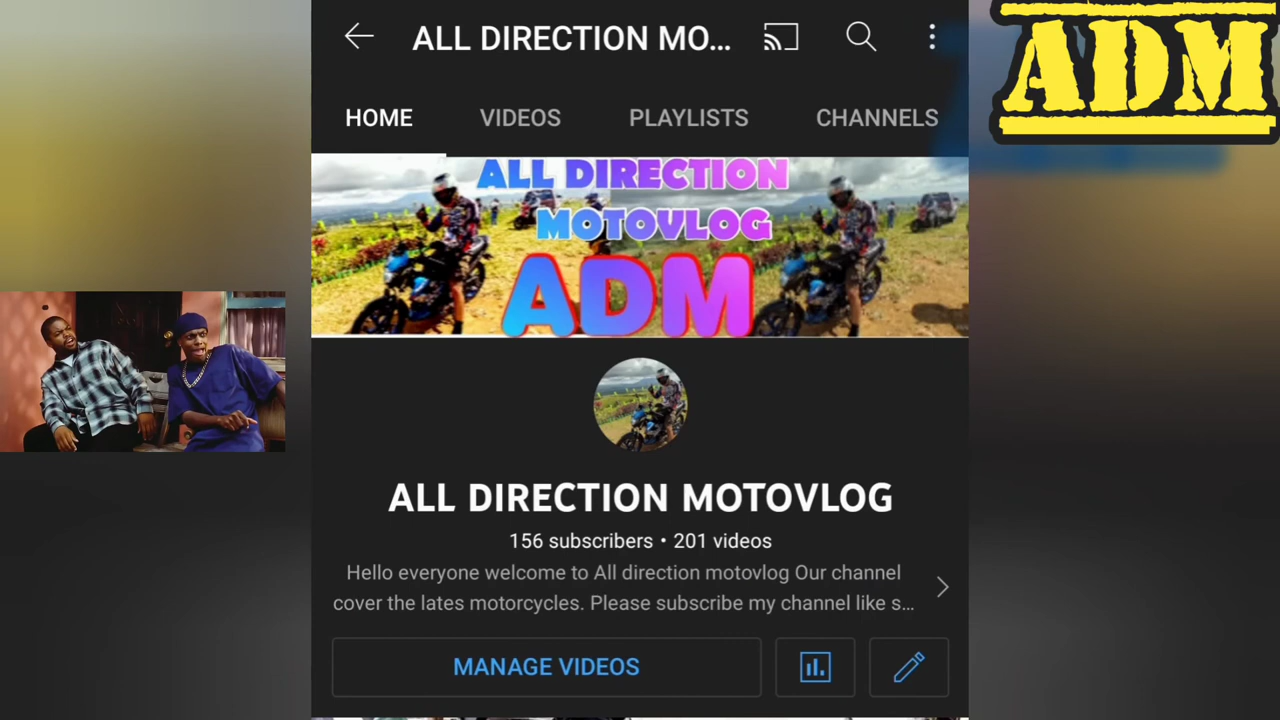 ALL DIRECTION MO...
ADM
HOME VIDEOS PLAYLISTS CHANNELS
ALL DIRECTION
MOTOVLOG
ADM
ALL DIRECTION MOTOVLOG
156 subscribers • 201 videos
Hello everyone welcome to All direction motovlog Our channel
cover the lates motorcycles. Please subscribe my channel like s...
MANAGE VIDEOS